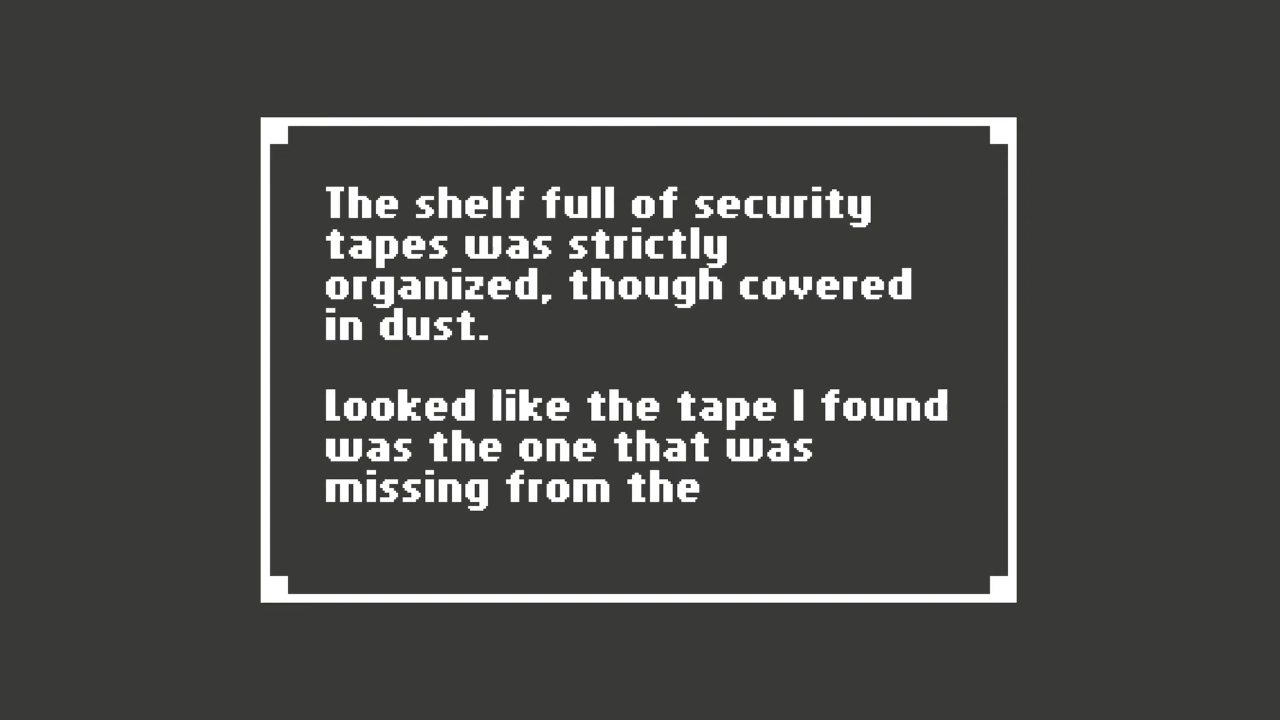 The shelf full of security
tapes was strictly
organized, though covered
in dust.
Looked like the tape I found
was the one that was
missing from the